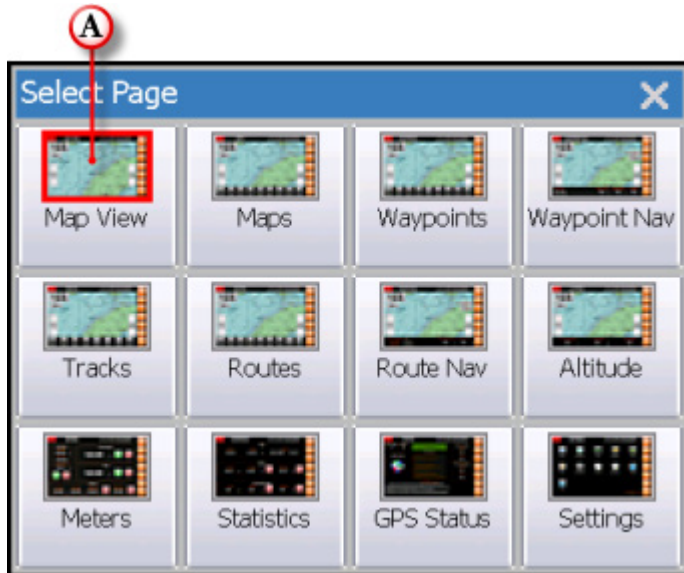 A
Select Page
Map View Maps Waypoints Waypoint Nav
Tracks Routes Route Nav Altitude
Meters Statistics GPS Status Settings